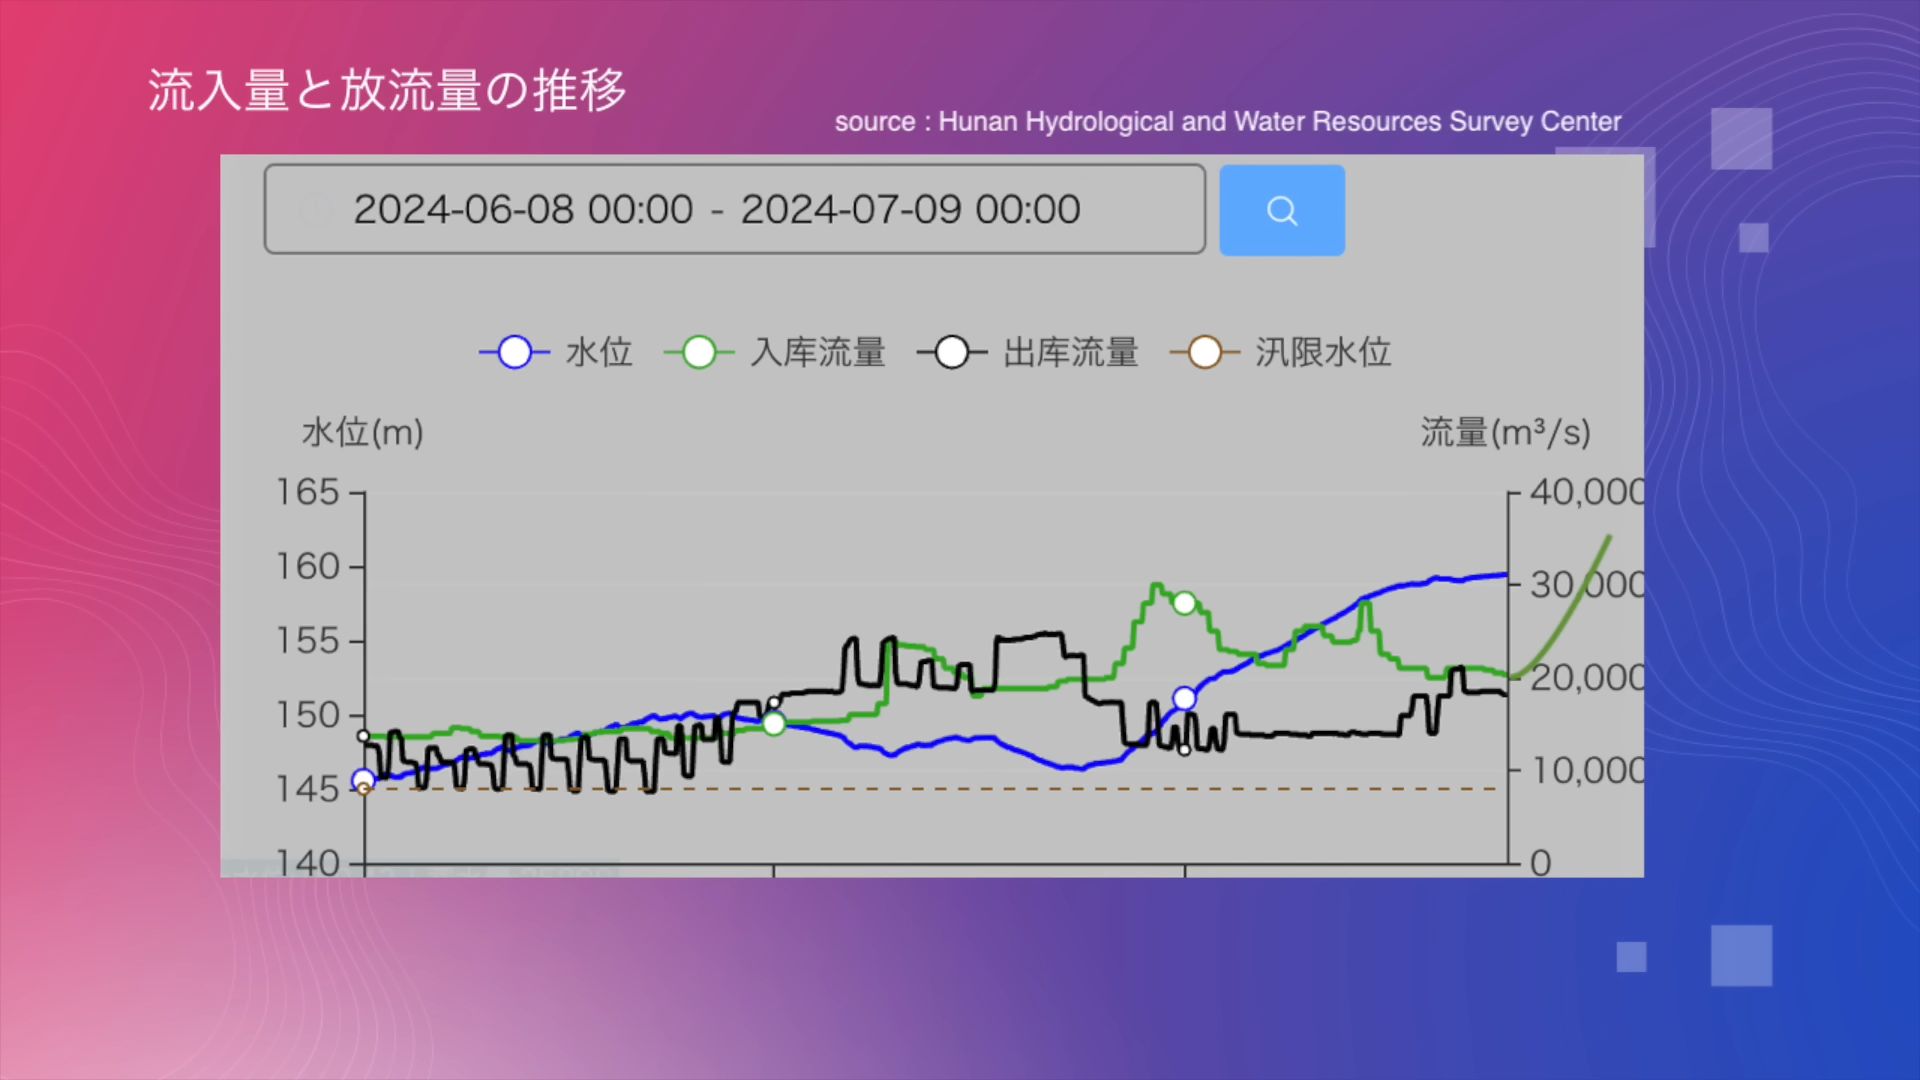 流入量と放流量の推移
source : Hunan Hydrological and Water Resources Survey Center
2024-06-08 00:00 - 2024-07-09 00:00
水位 入库流量 出库流量 汛限水位
水位(m) 流量(m³/s)
165 40,000
160 30,000
155 20,000
150 10,000
145
140 0